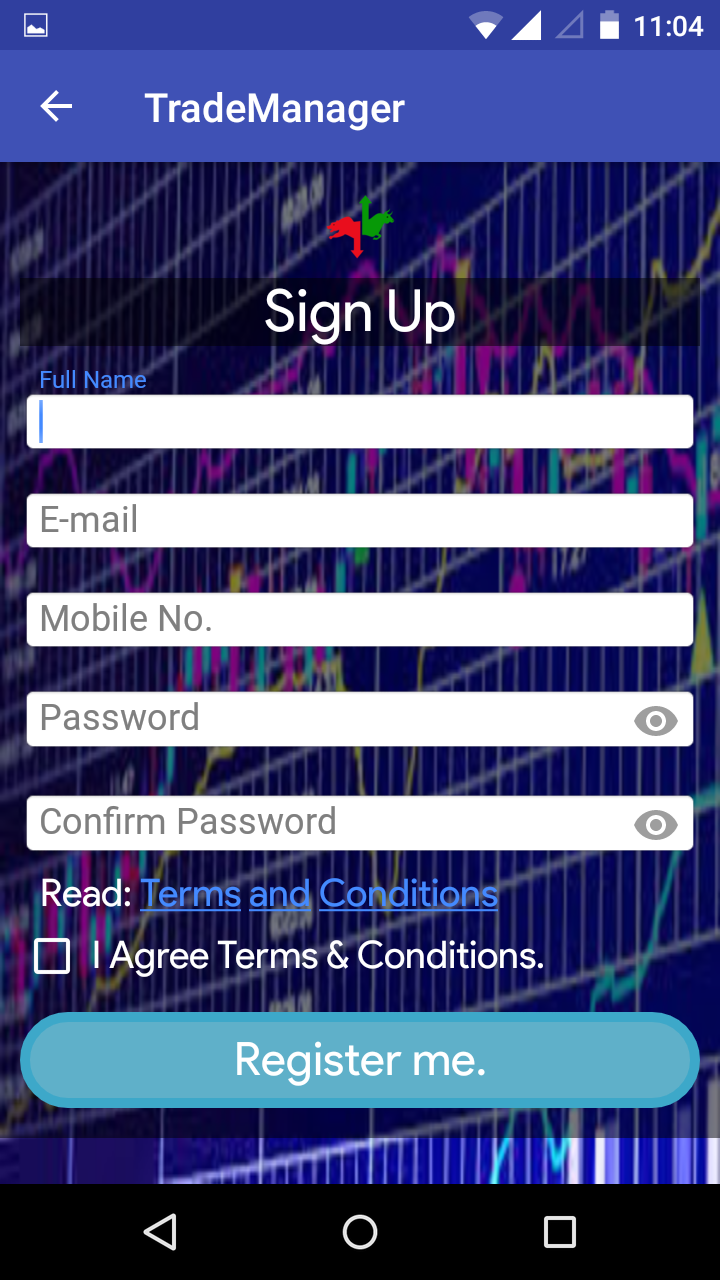 11:04
TradeManager
Sign Up
Full Name
E-mail
Mobile No.
Password
Confirm Password
Read: Terms and Conditions
I Agree Terms & Conditions.
Register me.